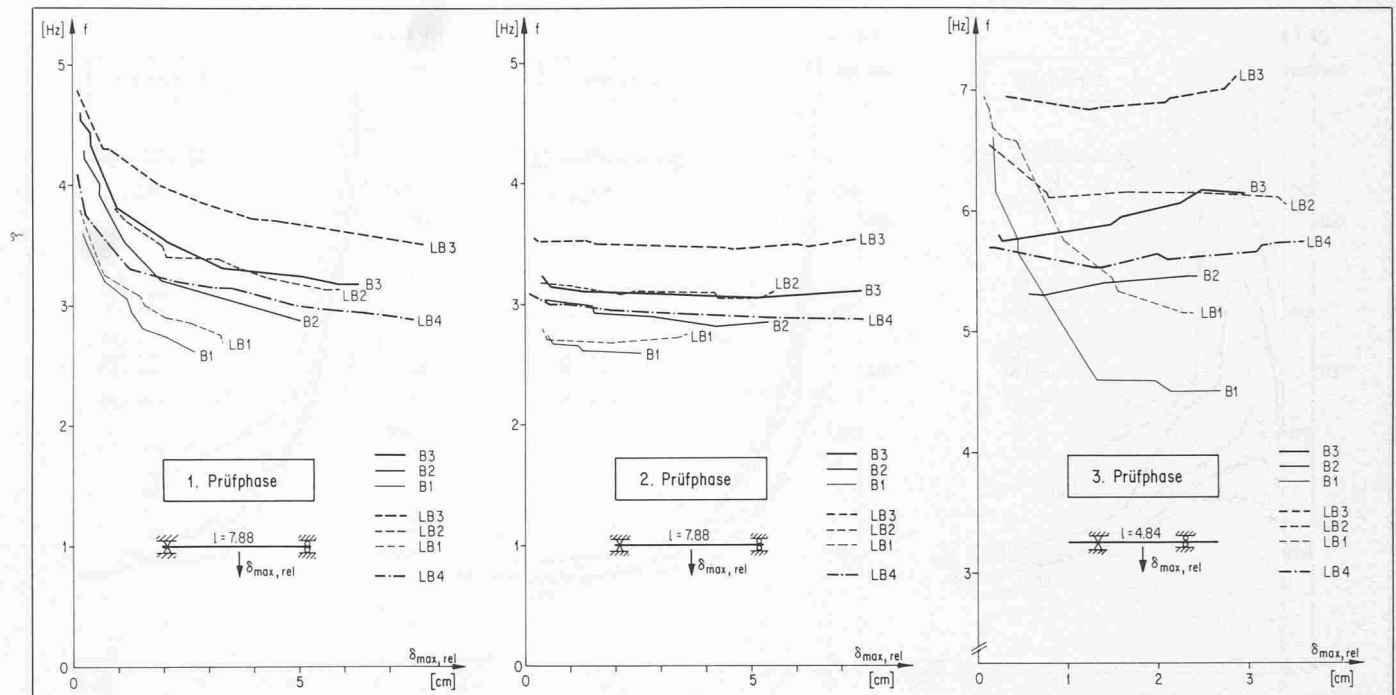 [Hz] f
5
4
3
2
1
0
LB3
B3
LB2
B2
LB4
LB1
B1
1. Prüfphase
l = 7.88
δmax, rel
B3
B2
B1
LB3
LB2
LB1
LB4
0
5
δmax, rel
[cm]
[Hz] f
5
4
3
2
1
0
LB3
LB2
B3
B2
LB4
LB1
B1
2. Prüfphase
l = 7.88
δmax, rel
B3
B2
B1
LB3
LB2
LB1
LB4
0
5
δmax, rel
[cm]
[Hz] f
7
6
5
4
3
LB3
B3
LB2
LB4
B2
LB1
B1
3. Prüfphase
l = 4.84
δmax, rel
B3
B2
B1
LB3
LB2
LB1
LB4
0
1
2
3
δmax, rel
[cm]